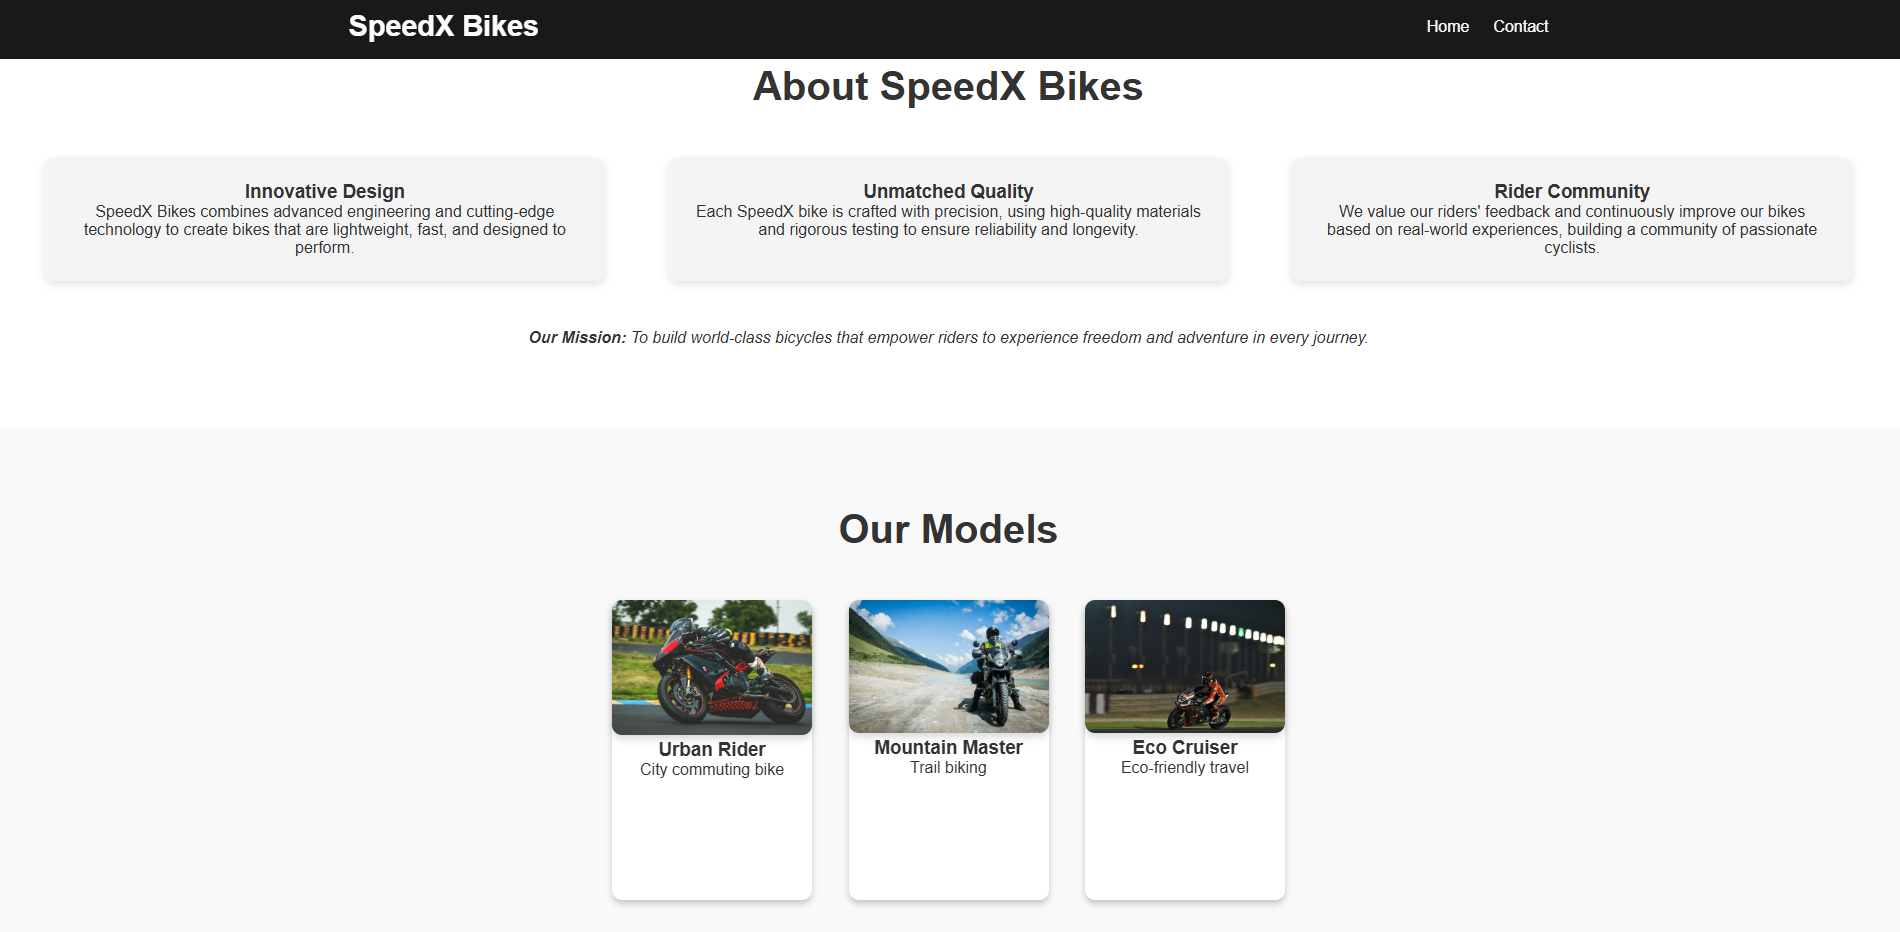 SpeedX Bikes
Home Contact
About SpeedX Bikes
Innovative Design
SpeedX Bikes combines advanced engineering and cutting-edge
technology to create bikes that are lightweight, fast, and designed to
perform.
Unmatched Quality
Each SpeedX bike is crafted with precision, using high-quality materials
and rigorous testing to ensure reliability and longevity.
Rider Community
We value our riders' feedback and continuously improve our bikes
based on real-world experiences, building a community of passionate
cyclists.
Our Mission: To build world-class bicycles that empower riders to experience freedom and adventure in every journey.
Our Models
Urban Rider
City commuting bike
Mountain Master
Trail biking
Eco Cruiser
Eco-friendly travel